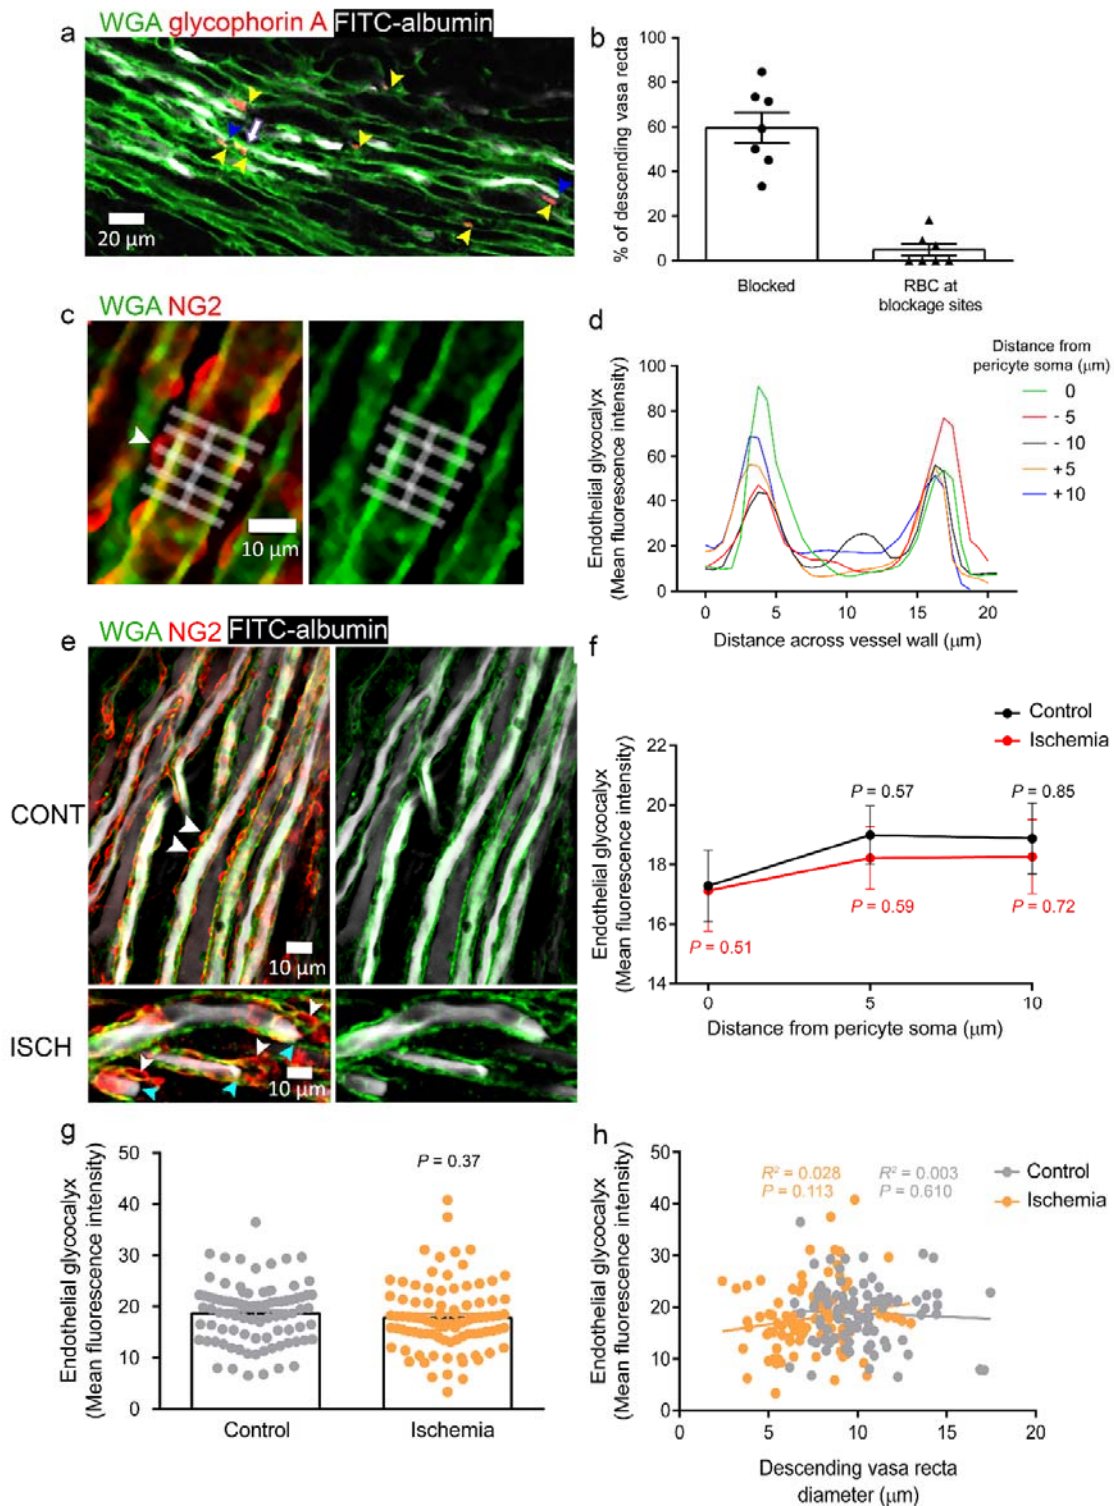 a
WGA glycophorin A FITC-albumin
20 µm
b
% of descending vasa recta
100
80
60
40
20
0
Blocked
RBC at
blockage sites
c
WGA NG2
10 µm
d
Endothelial glycocalyx
(Mean fluorescence intensity)
100
80
60
40
20
0
0
5
10
15
20
Distance across vessel wall (µm)
Distance from
pericyte soma (µm)
0
- 5
- 10
+ 5
+ 10
e
WGA NG2 FITC-albumin
CONT
10 µm
ISCH
10 µm
f
Endothelial glycocalyx
(Mean fluorescence intensity)
22
20
18
16
14
0
5
10
Distance from pericyte soma (µm)
Control
Ischemia
P = 0.57
P = 0.85
P = 0.51
P = 0.59
P = 0.72
g
Endothelial glycocalyx
(Mean fluorescence intensity)
50
40
30
20
10
0
P = 0.37
Control
Ischemia
h
Endothelial glycocalyx
(Mean fluorescence intensity)
50
40
30
20
10
0
R² = 0.028
P = 0.113
R² = 0.003
P = 0.610
Control
Ischemia
0
5
10
15
20
Descending vasa recta
diameter (µm)